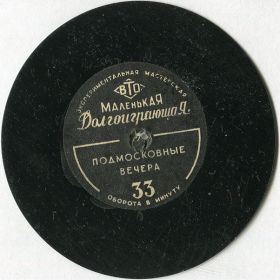 ЭКСПЕРИМЕНТАЛЬНАЯ МАСТЕРСКАЯ
ВТО
МАЛЕНЬКАЯ
Долгоиграющая.
ПОДМОСКОВНЫЕ
ВЕЧЕРА
33
ОБОРОТА В МИНУТУ